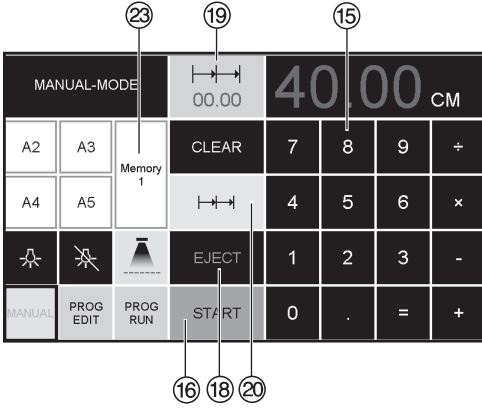 23 19 15
MANUAL-MODE 00.00 40.00 CM
A2 A3 Memory 1 CLEAR 7 8 9 ÷
A4 A5 4 5 6 ×
EJECT 1 2 3 -
MANUAL PROG EDIT PROG RUN START 0 . = +
16 18 20